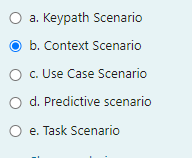 a. Keypath Scenario
b. Context Scenario
c. Use Case Scenario
d. Predictive scenario
e. Task Scenario